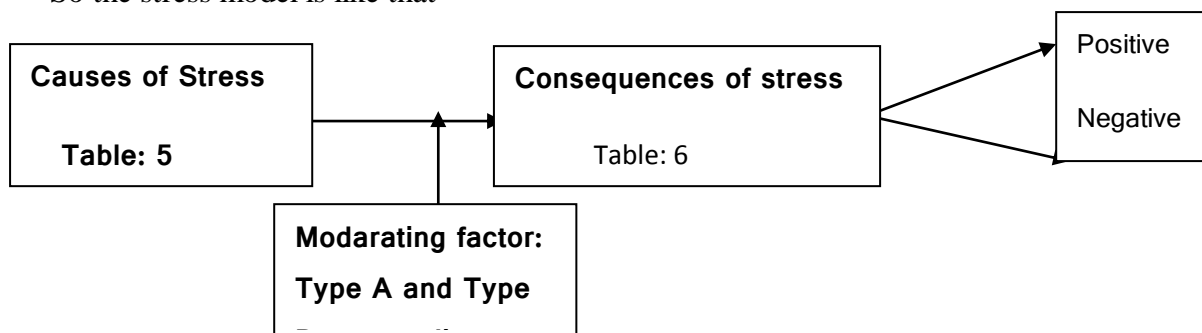 So the stress model is like that
Causes of Stress
Table: 5
Consequences of stress
Table: 6
Positive
Negative
Modarating factor:
Type A and Type